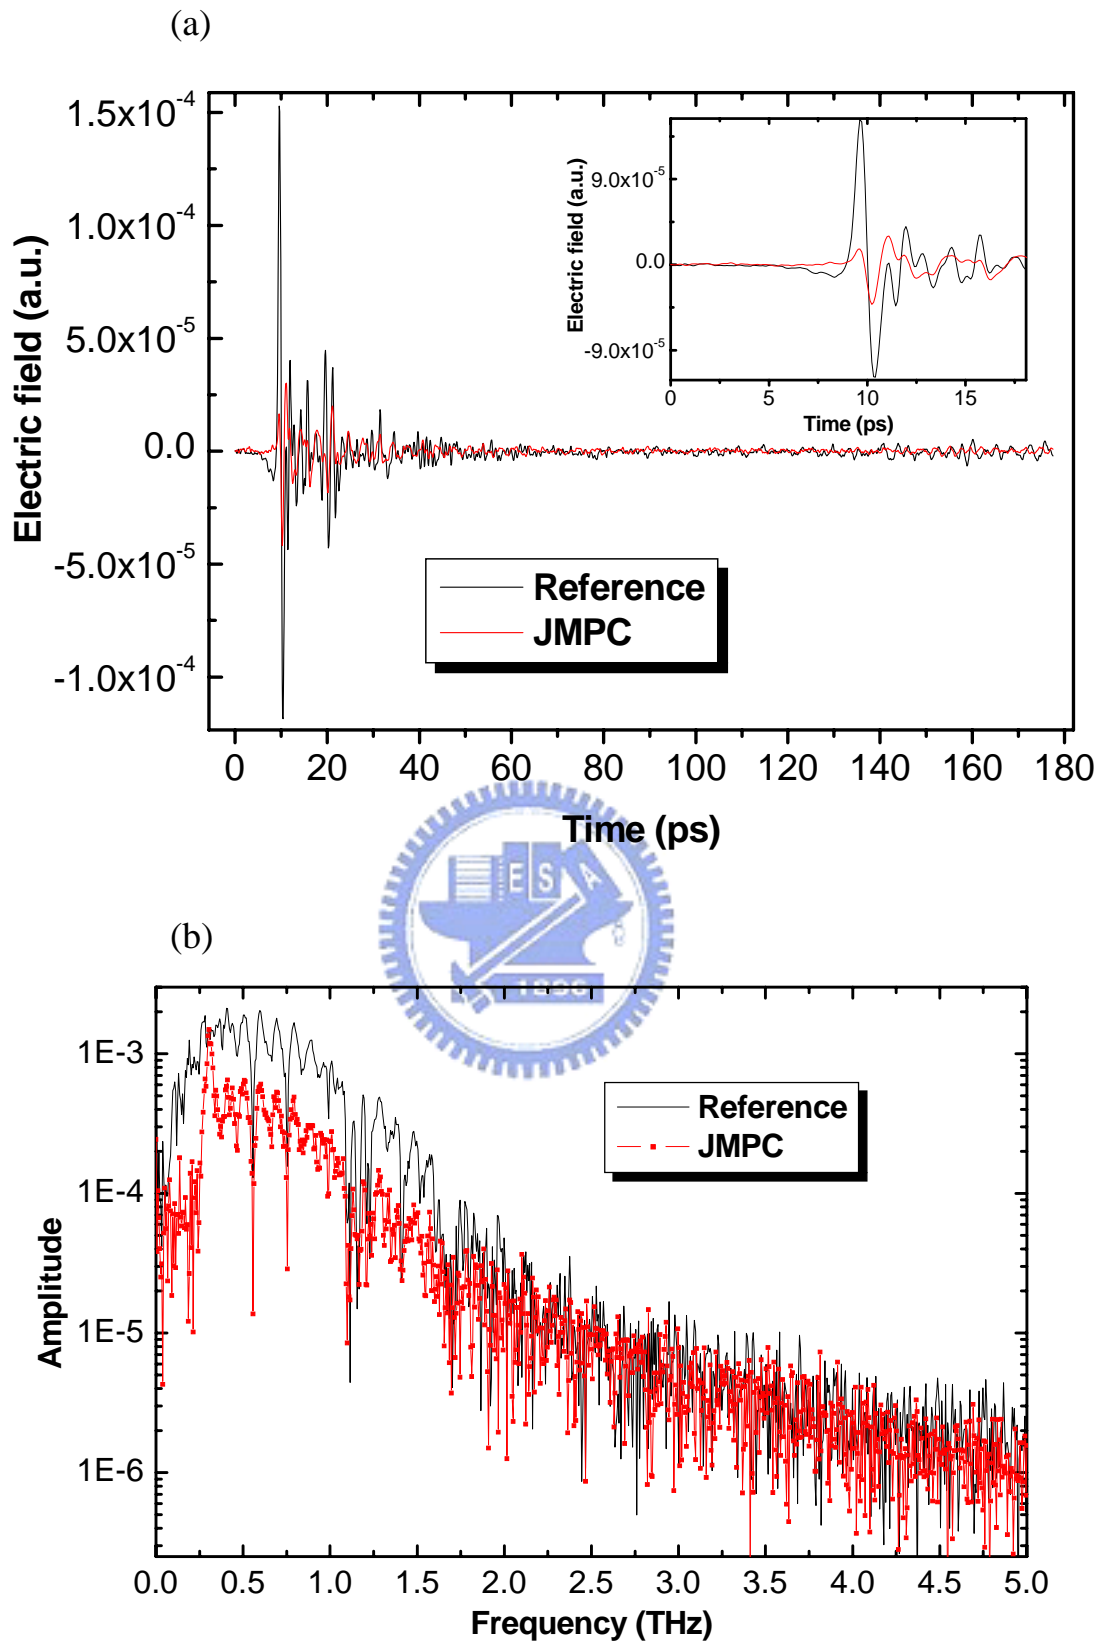 (a)
1.5x10-4
1.0x10-4
5.0x10-5
0.0
-5.0x10-5
-1.0x10-4
Electric field (a.u.)
0 20 40 60 80 100 120 140 160 180
Time (ps)
9.0x10-5
0.0
-9.0x10-5
Electric field (a.u.)
0 5 10 15
Time (ps)
Reference
JMPC
E S A
1896
(b)
1E-3
1E-4
1E-5
1E-6
Amplitude
Reference
JMPC
0.0 0.5 1.0 1.5 2.0 2.5 3.0 3.5 4.0 4.5 5.0
Frequency (THz)